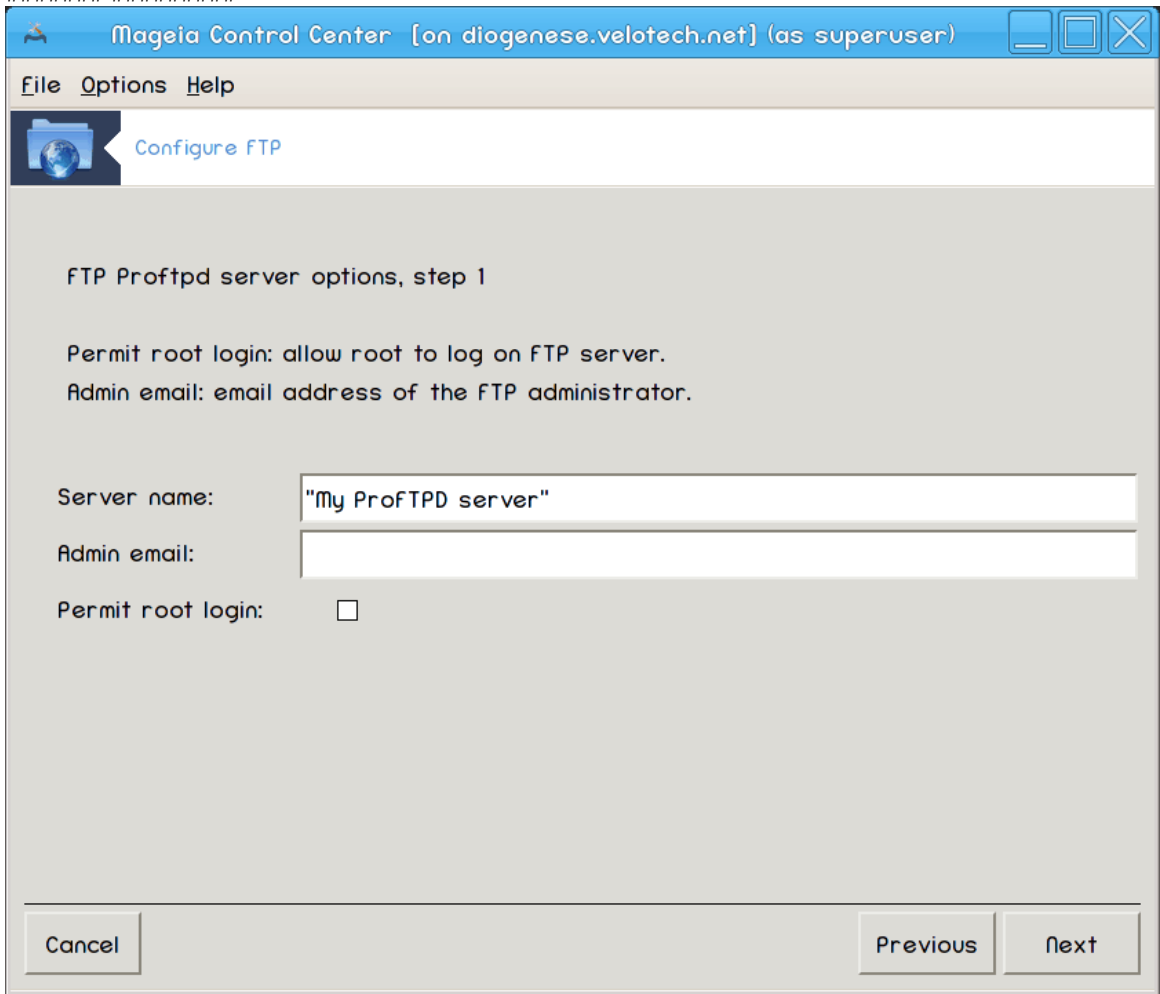 Mageia Control Center [on diogenese.velotech.net] (as superuser)
File Options Help
Configure FTP
FTP Proftpd server options, step 1
Permit root login: allow root to log on FTP server.
Admin email: email address of the FTP administrator.
Server name: "My ProFTPD server"
Admin email:
Permit root login:
Cancel Previous Next